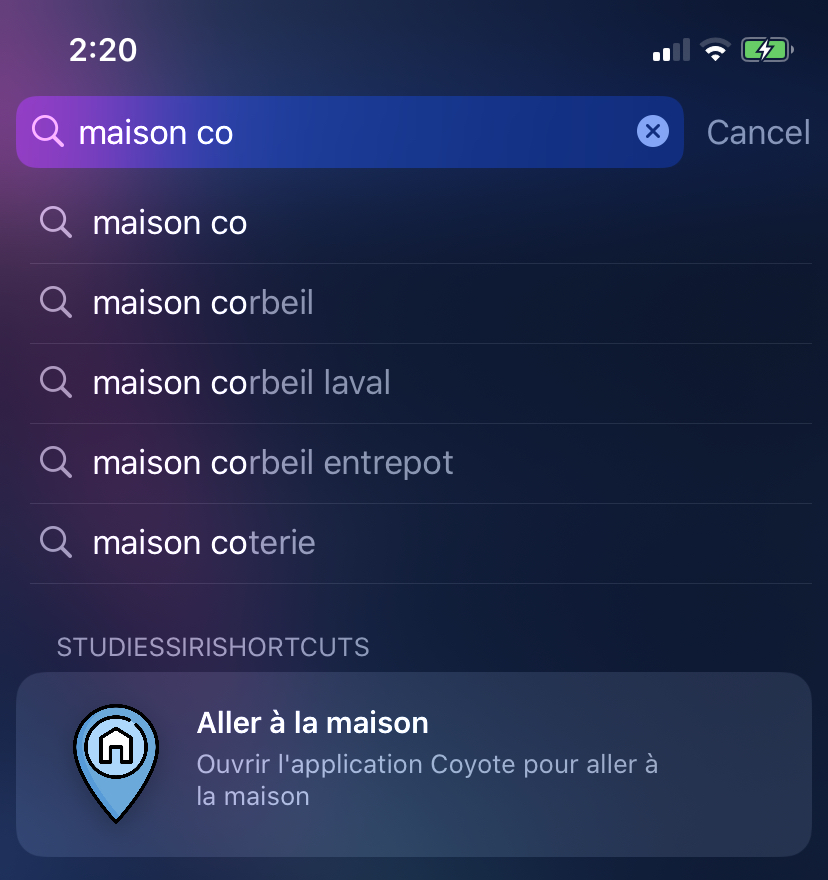 2:20
maison co
Cancel
maison co
maison corbeil
maison corbeil laval
maison corbeil entrepot
maison coterie
STUDIESSIRISHORTCUTS
Aller à la maison
Ouvrir l'application Coyote pour aller à
la maison